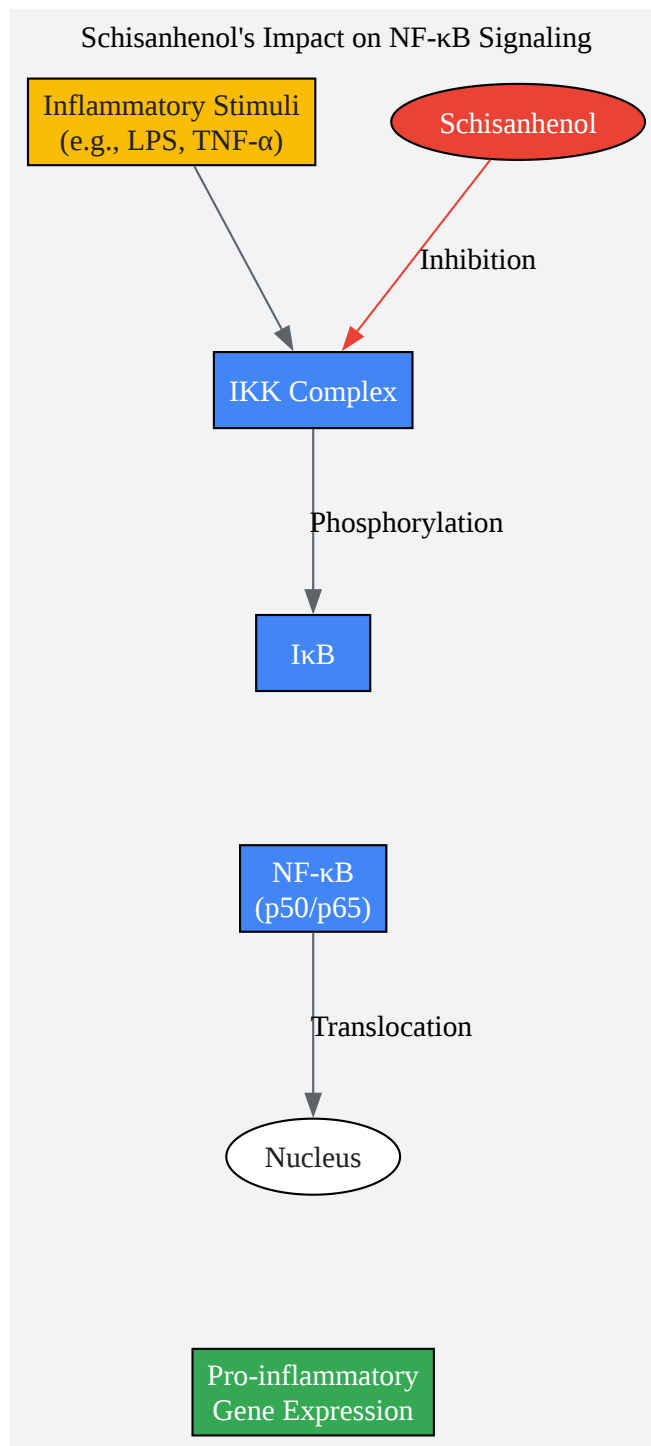 Schisanhenol's Impact on NF-κB Signaling
Inflammatory Stimuli
(e.g., LPS, TNF-α)
Schisanhenol
Inhibition
IKK Complex
Phosphorylation
IκB
NF-κB
(p50/p65)
Translocation
Nucleus
Pro-inflammatory
Gene Expression